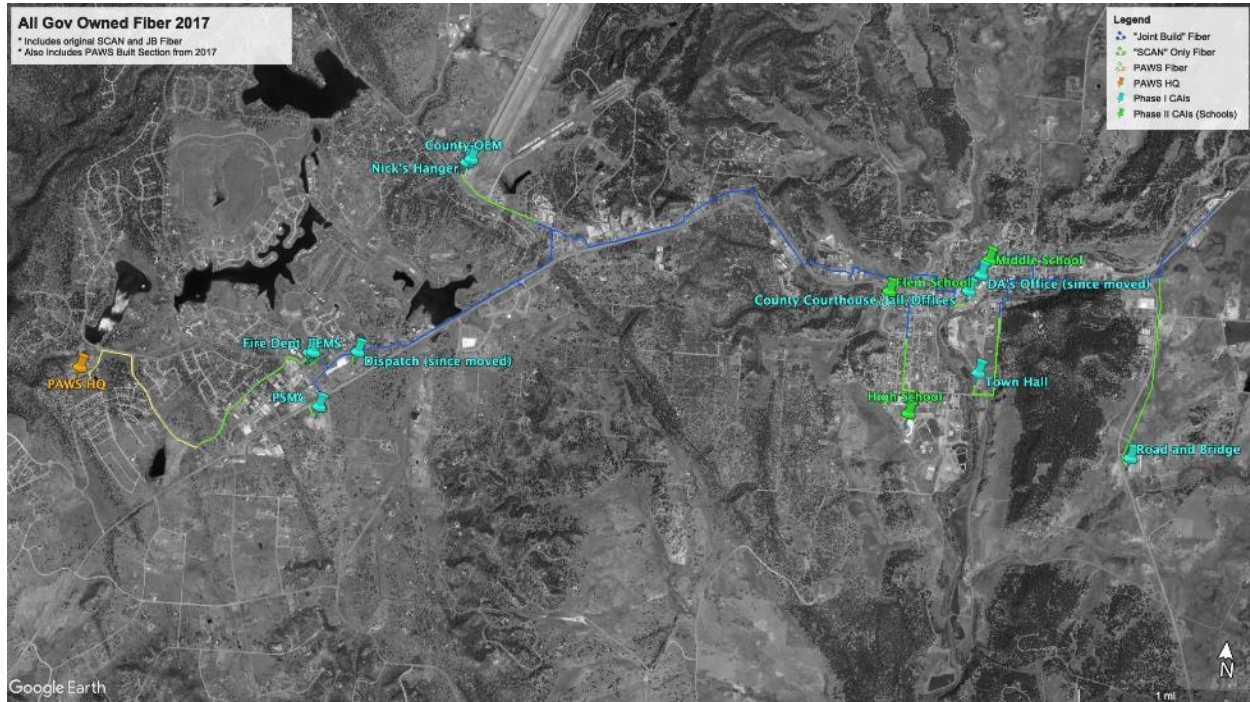 All Gov Owned Fiber 2017
* Includes original SCAN and JB Fiber
* Also Includes PAWS Built Section from 2017
Legend
"Joint Build" Fiber
"SCAN" Only Fiber
PAWS Fiber
PAWS HQ
Phase I CAIs
Phase II CAIs (Schools)
County OEM
Nick's Hanger
Middle School
Elem School
DA's Office (since moved)
County Courthouse, Jail, Offices
Fire Dept / EMS
Dispatch (since moved)
PAWS HQ
Town Hall
PSMC
High School
Road and Bridge
Google Earth
N
1 mi